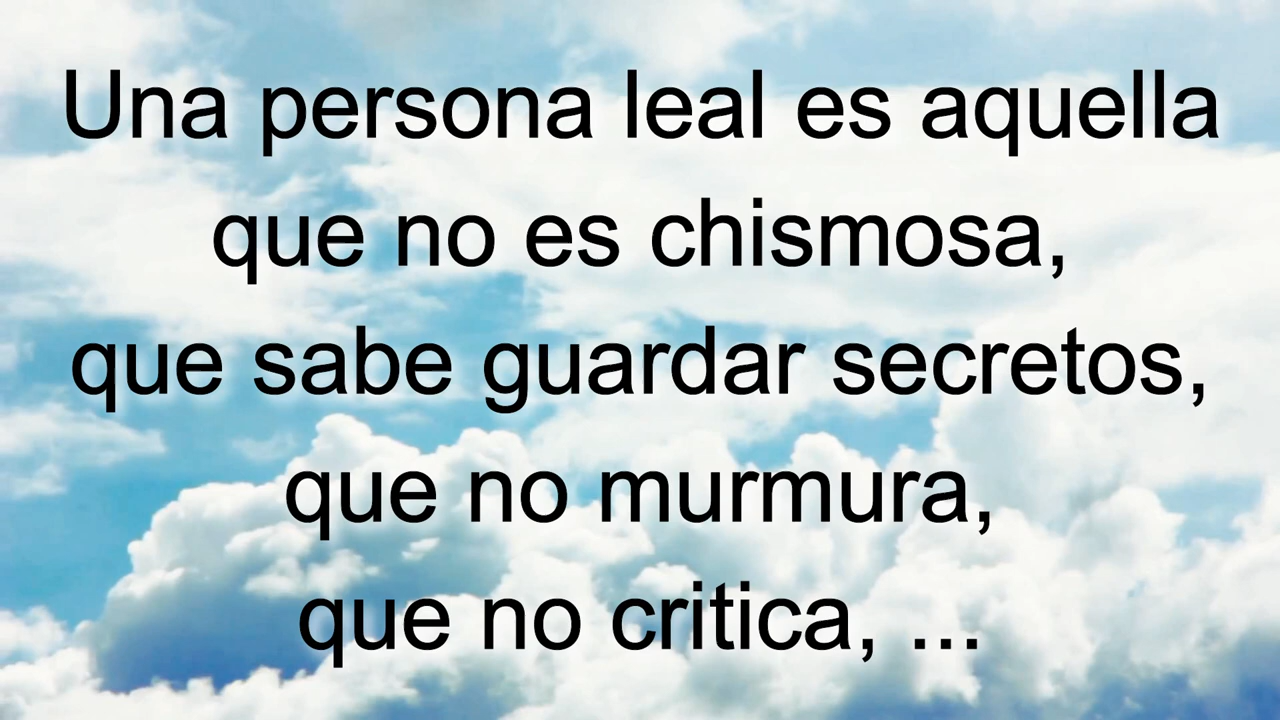 Una persona leal es aquella
que no es chismosa,
que sabe guardar secretos,
que no murmura,
que no critica, ...